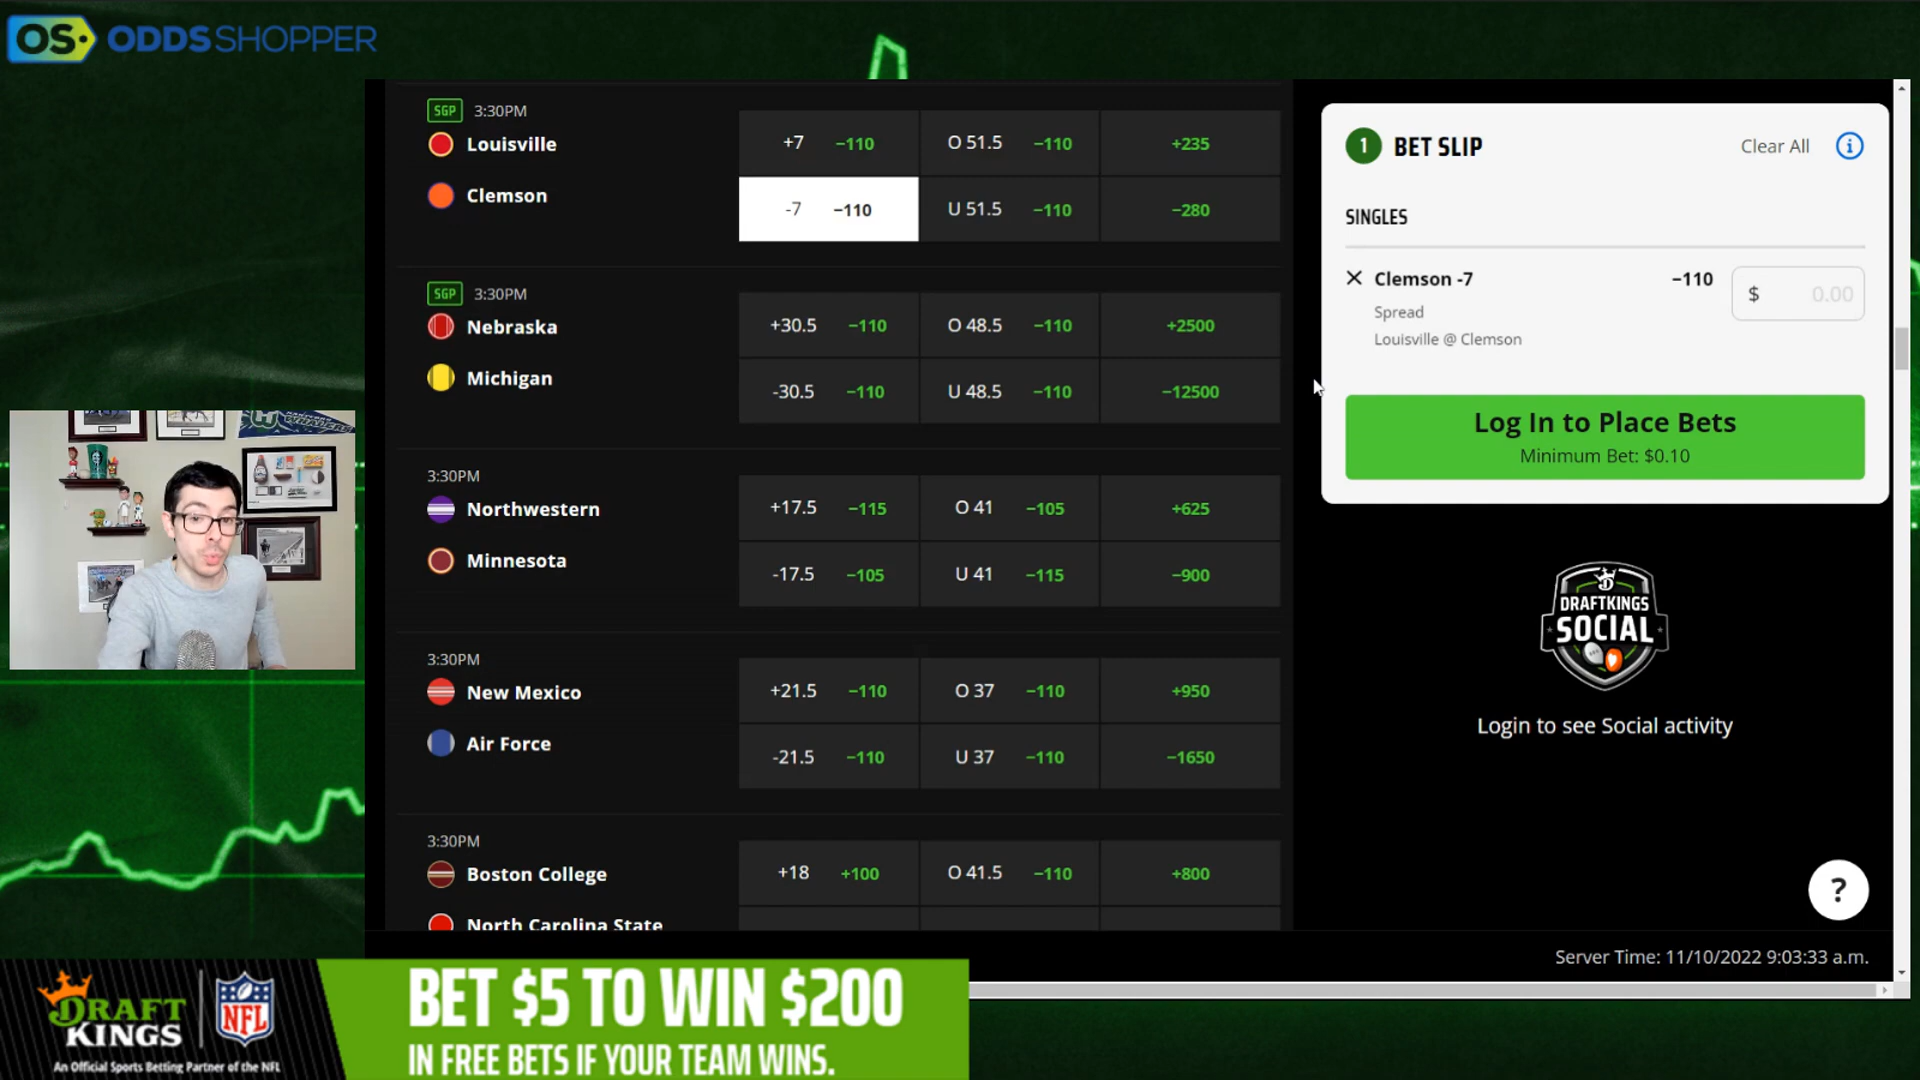 OS ODDSSHOPPER
SGP 3:30PM
Louisville +7 −110 O 51.5 −110 +235
Clemson -7 −110 U 51.5 −110 −280
SGP 3:30PM
Nebraska +30.5 −110 O 48.5 −110 +2500
Michigan -30.5 −110 U 48.5 −110 −12500
3:30PM
Northwestern +17.5 −115 O 41 −105 +625
Minnesota -17.5 −105 U 41 −115 −900
3:30PM
New Mexico +21.5 −110 O 37 −110 +950
Air Force -21.5 −110 U 37 −110 −1650
3:30PM
Boston College +18 +100 O 41.5 −110 +800
North Carolina State
1 BET SLIP Clear All i
SINGLES
Clemson -7 −110 $ 0.00
Spread
Louisville @ Clemson
Log In to Place Bets
Minimum Bet: $0.10
DRAFTKINGS
SOCIAL
Login to see Social activity
?
Server Time: 11/10/2022 9:03:33 a.m.
WHALERS
DRAFT
KINGS
NFL
An Official Sports Betting Partner of the NFL
BET $5 TO WIN $200
IN FREE BETS IF YOUR TEAM WINS.